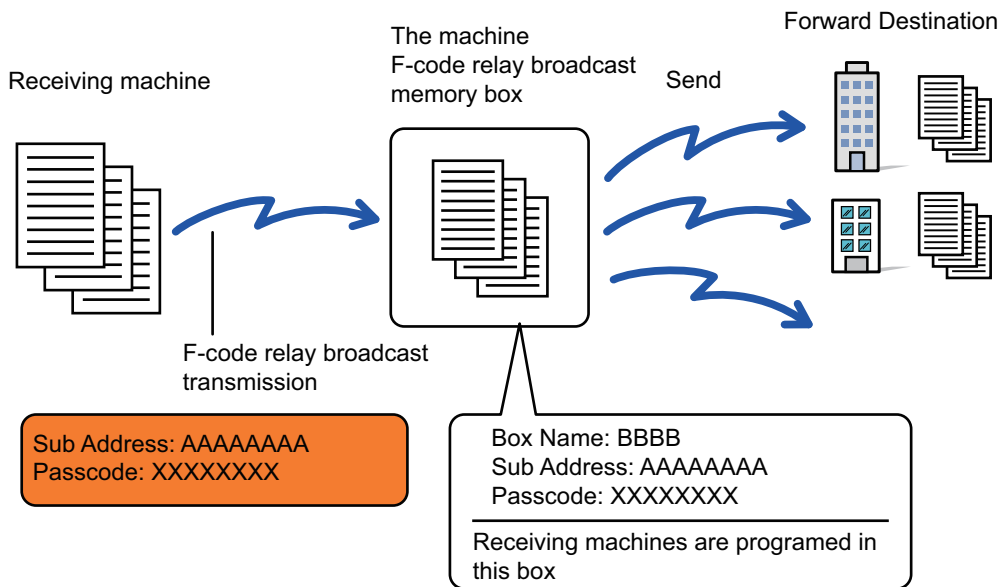 Forward Destination
The machine
F-code relay broadcast
memory box
Send
Receiving machine
F-code relay broadcast
transmission
Sub Address: AAAAAAAA
Passcode: XXXXXXXX
Box Name: BBBB
Sub Address: AAAAAAAA
Passcode: XXXXXXXX
Receiving machines are programed in
this box